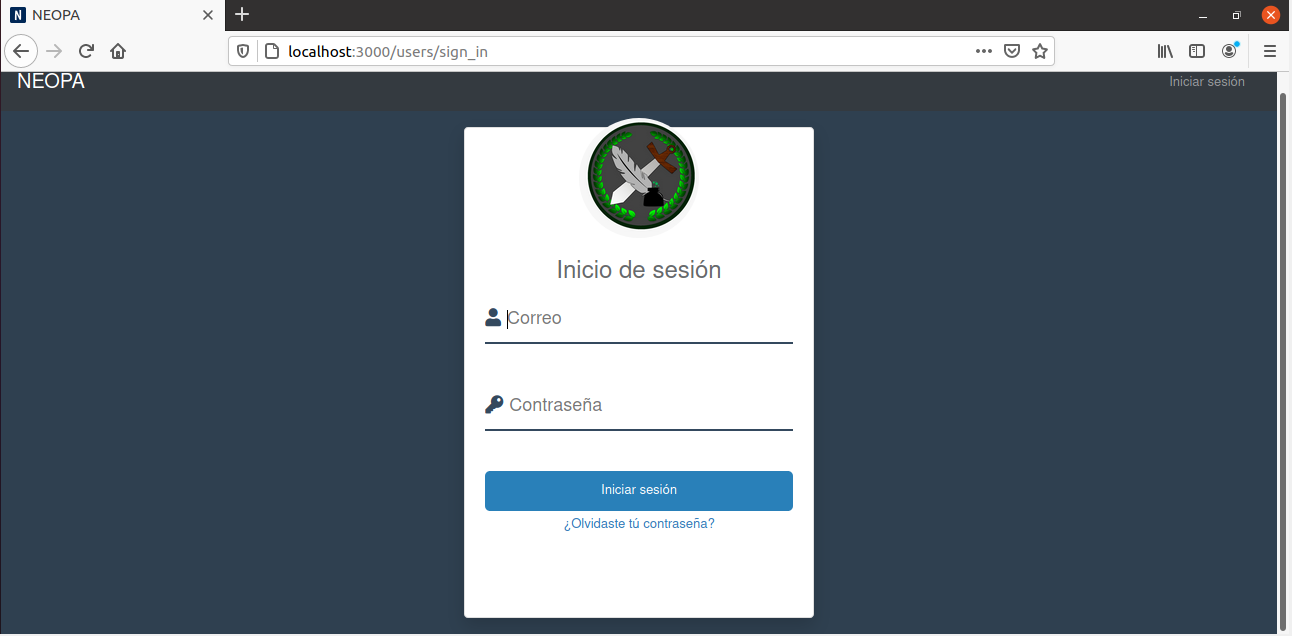 N NEOPA
localhost:3000/users/sign_in
NEOPA
Iniciar sesión
Inicio de sesión
Correo
Contraseña
Iniciar sesión
¿Olvidaste tú contraseña?